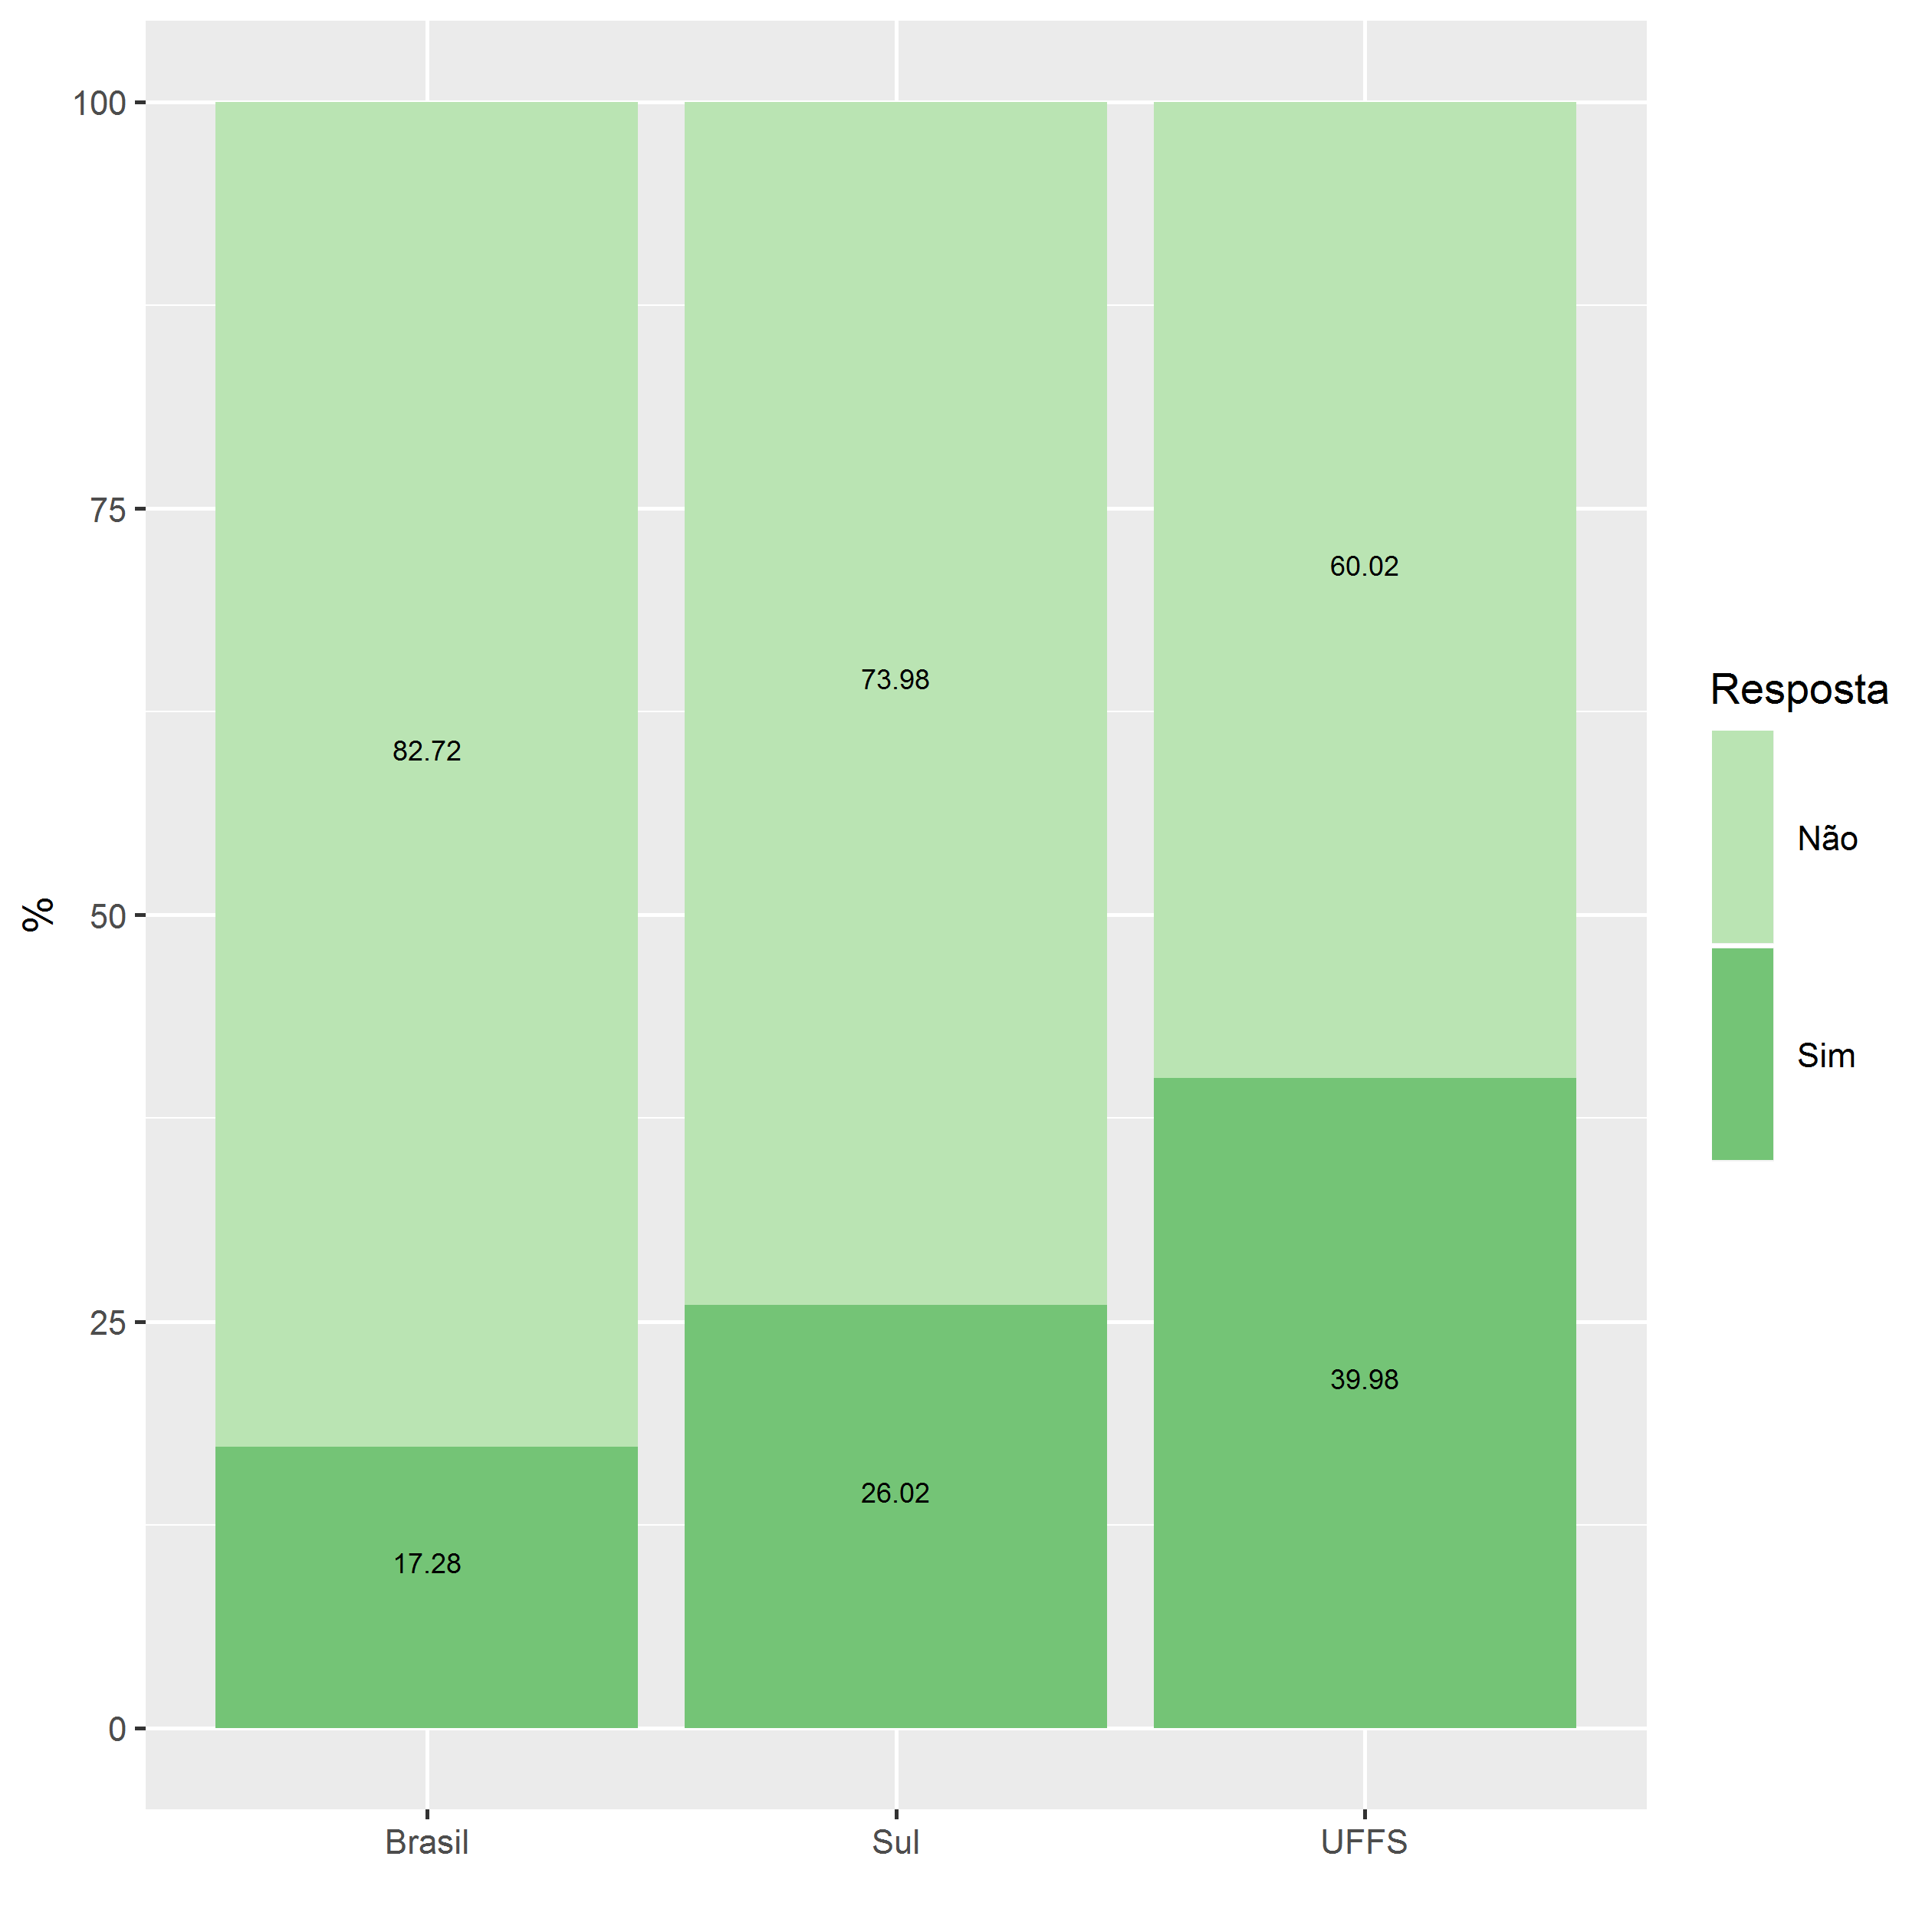 100
75
50
25
0
%
82.72
73.98
60.02
17.28
26.02
39.98
Brasil
Sul
UFFS
Resposta
Não
Sim